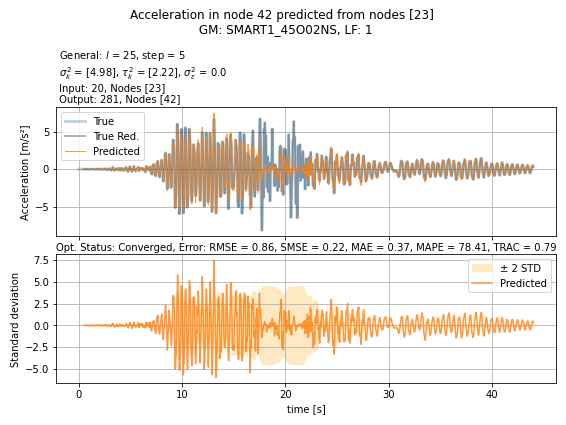 Acceleration in node 42 predicted from nodes [23]
GM: SMART1_45O02NS, LF: 1
General: l = 25, step = 5
σ_k² = [4.98], τ_k² = [2.22], σ_ε² = 0.0
Input: 20, Nodes [23]
Output: 281, Nodes [42]
True
True Red.
Predicted
Acceleration [m/s²]
5
0
−5
Opt. Status: Converged, Error: RMSE = 0.86, SMSE = 0.22, MAE = 0.37, MAPE = 78.41, TRAC = 0.79
± 2 STD
Predicted
Standard deviation
7.5
5.0
2.5
0.0
−2.5
−5.0
0 10 20 30 40
time [s]